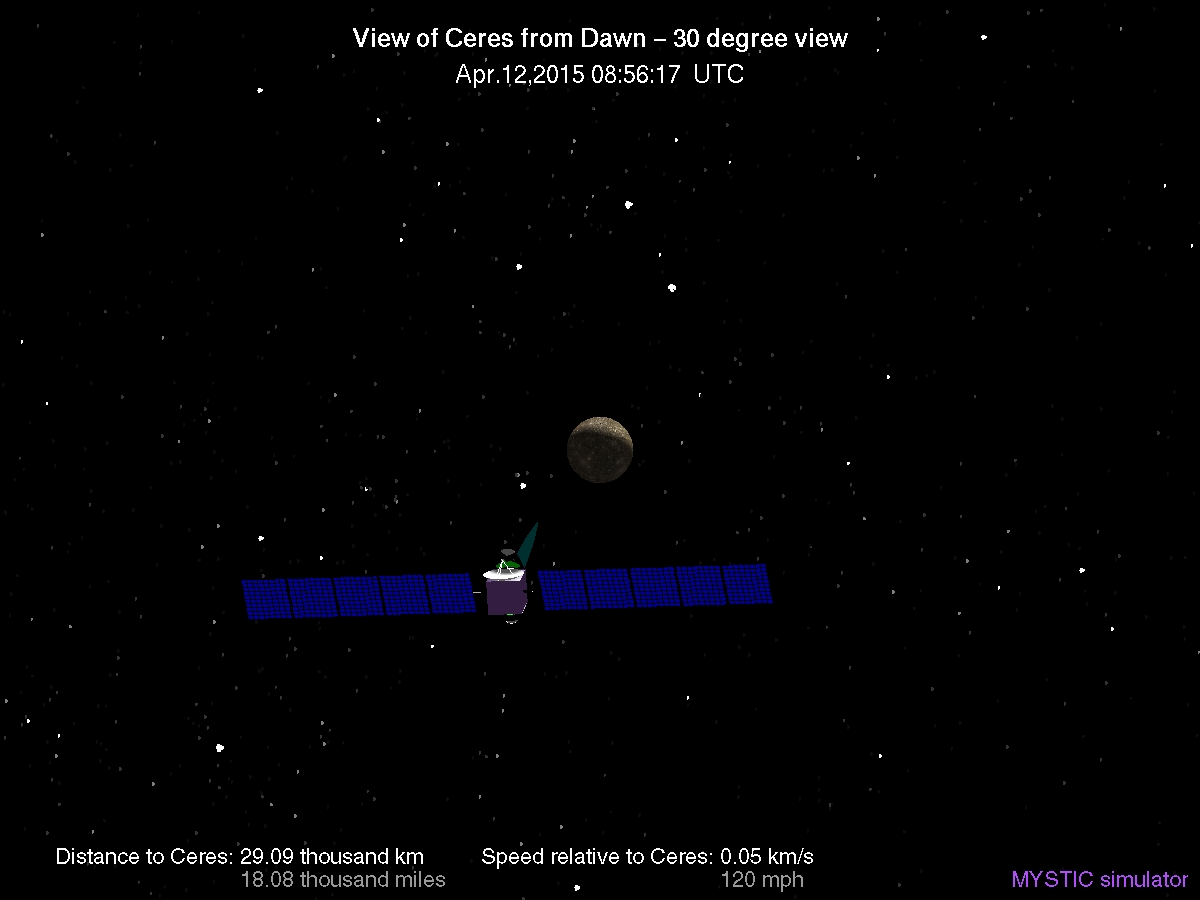 View of Ceres from Dawn – 30 degree view
Apr.12,2015 08:56:17 UTC
Distance to Ceres: 29.09 thousand km
18.08 thousand miles
Speed relative to Ceres: 0.05 km/s
120 mph
MYSTIC simulator